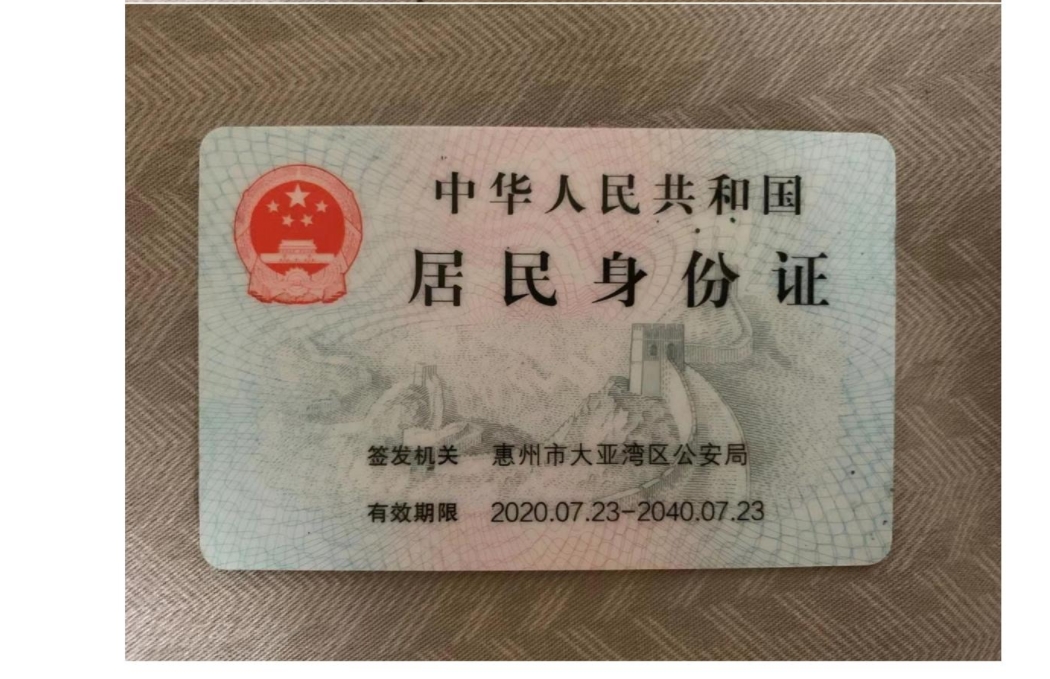 中华人民共和国
居民身份证
签发机关 惠州市大亚湾区公安局
有效期限 2020.07.23-2040.07.23